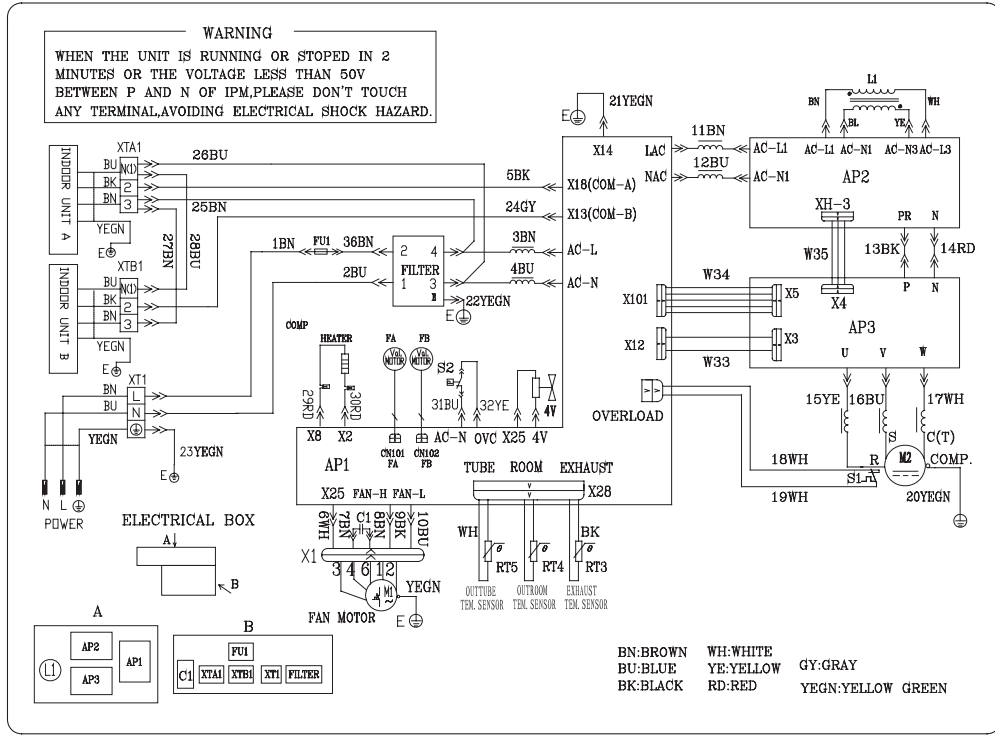 WARNING
WHEN THE UNIT IS RUNNING OR STOPED IN 2
MINUTES OR THE VOLTAGE LESS THAN 50V
BETWEEN P AND N OF IPM,PLEASE DON'T TOUCH
ANY TERMINAL,AVOIDING ELECTRICAL SHOCK HAZARD.
L1
BN
WH
BL
YE
21YEGN
E
X14
LAC
11BN
AC-L1
AC-L1 AC-N1 AC-N3 AC-L3
NAC
12BU
AC-N1
AP2
INDOOR UNIT A
XTA1
BU
N(1)
BK
2
BN
3
YEGN
E
26BU
25BN
5BK
X18(COM-A)
24GY
X13(COM-B)
27BN
28BU
XH-3
PR
N
W35
13BK
14RD
1BN
FU1
36BN
2
4
FILTER
1
3
E
3BN
AC-L
2BU
4BU
AC-N
22YEGN
E
INDOOR UNIT B
XTB1
BU
N(1)
BK
2
BN
3
YEGN
E
W34
X101
X5
X4
P
N
AP3
X12
X3
W33
U
V
W
COMP
HEATER
FA
FB
MOTOR
MOTOR
S2
29RD
30RD
31BU
32YE
4V
OVERLOAD
15YE
16BU
17WH
XT1
BN
L
BU
N
YEGN
23YEGN
E
N L
POWER
X8
X2
CN101
FA
CN102
FB
AC-N
OVC
X25
4V
AP1
TUBE
ROOM
EXHAUST
X28
X25
FAN-H
FAN-L
S
C(T)
18WH
R
M2
COMP.
S1
19WH
20YEGN
ELECTRICAL BOX
A
B
6WH
7BN
C1
8BN
9BK
10BU
X1
3 4 6 1 2
M1
YEGN
E
FAN MOTOR
WH
BK
RT5
RT4
RT3
OUTTUBE
TEM. SENSOR
OUTROOM
TEM. SENSOR
EXHAUST
TEM. SENSOR
A
L1
AP2
AP3
AP1
B
FU1
C1
XTA1
XTB1
XT1
FILTER
BN:BROWN WH:WHITE
BU:BLUE YE:YELLOW GY:GRAY
BK:BLACK RD:RED YEGN:YELLOW GREEN